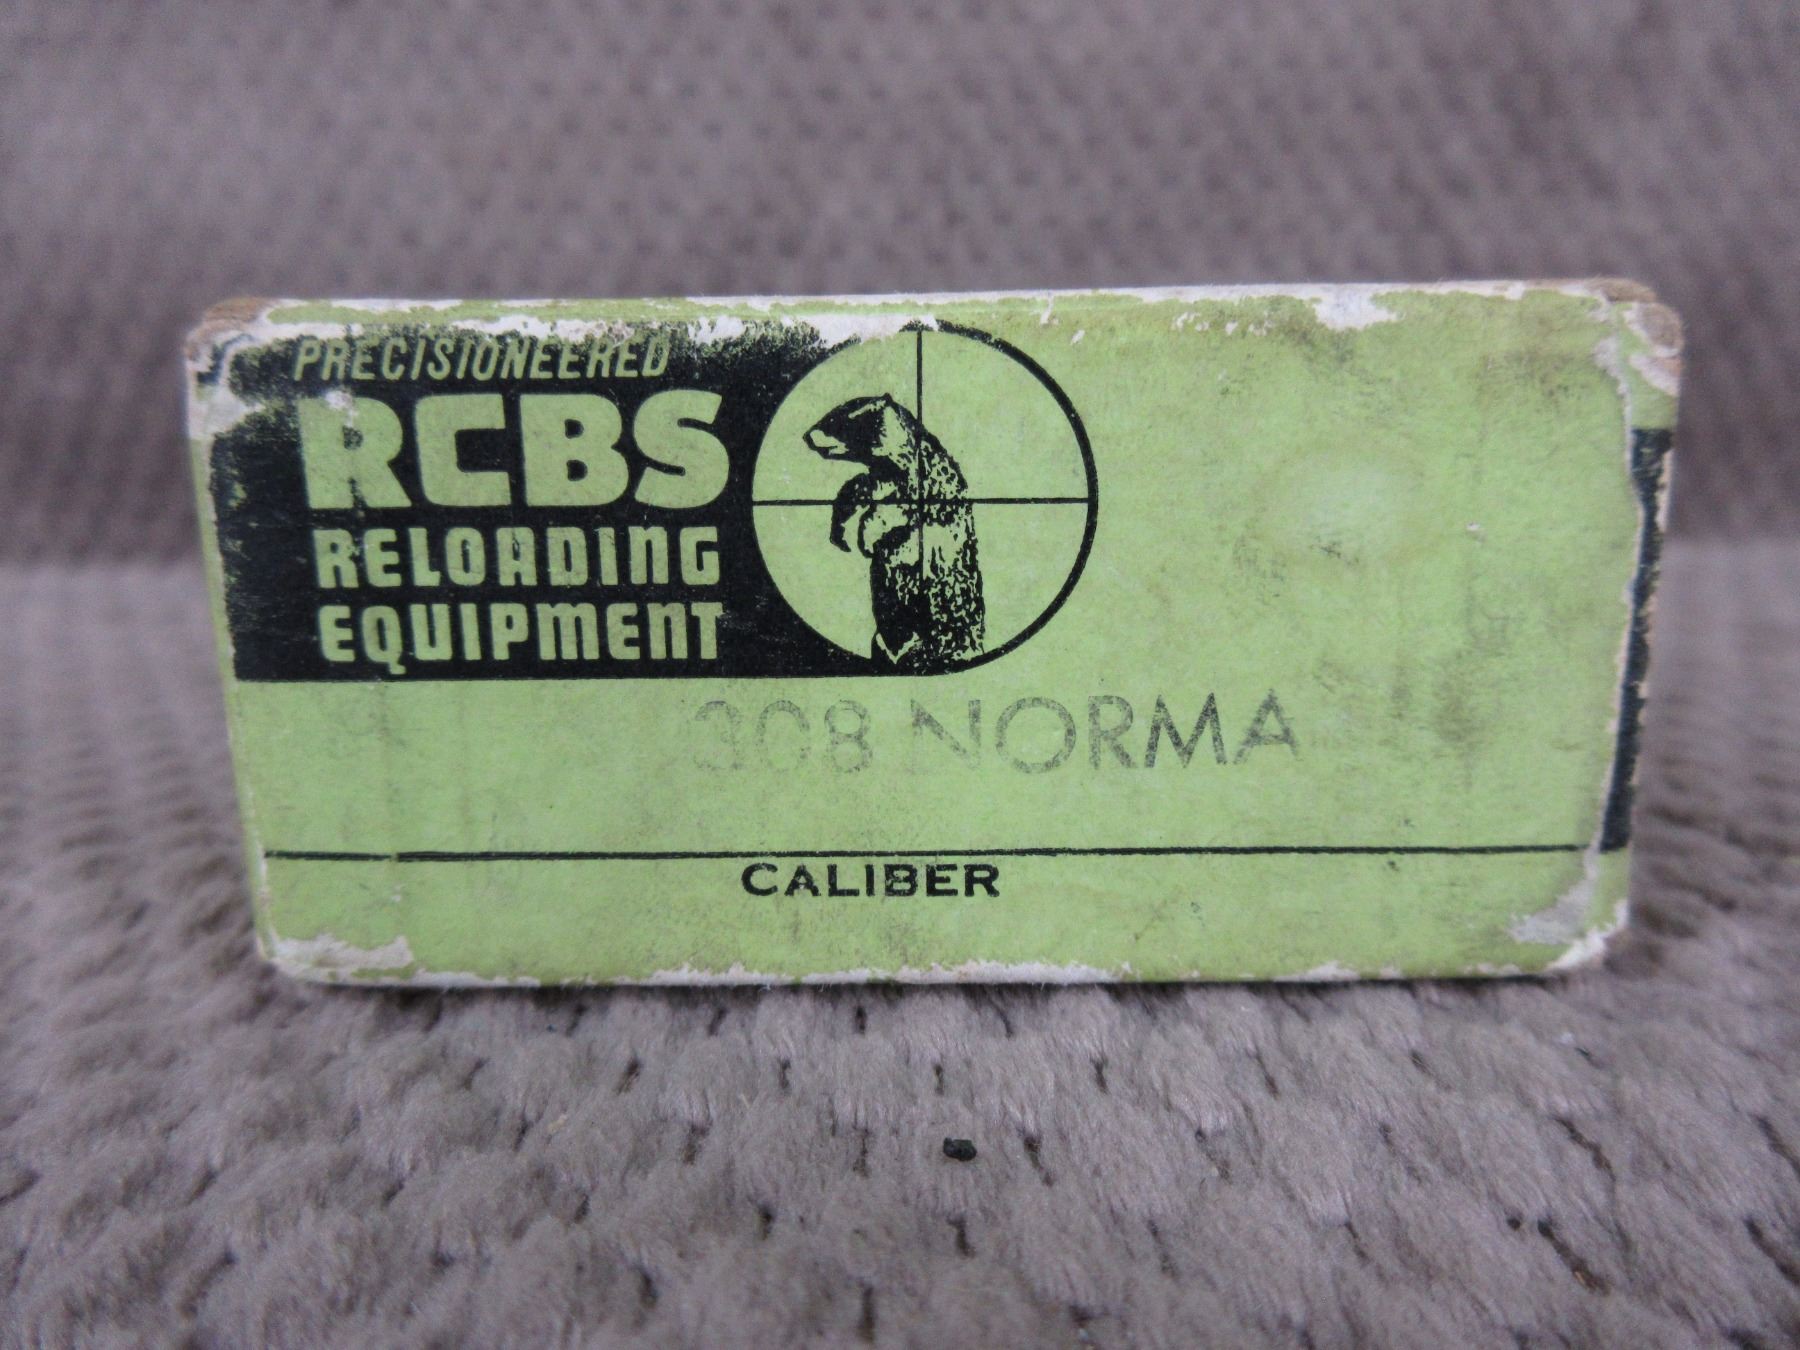 PRECISIONEERED
RCBS
RELOADING
EQUIPMENT
308 NORMA
CALIBER